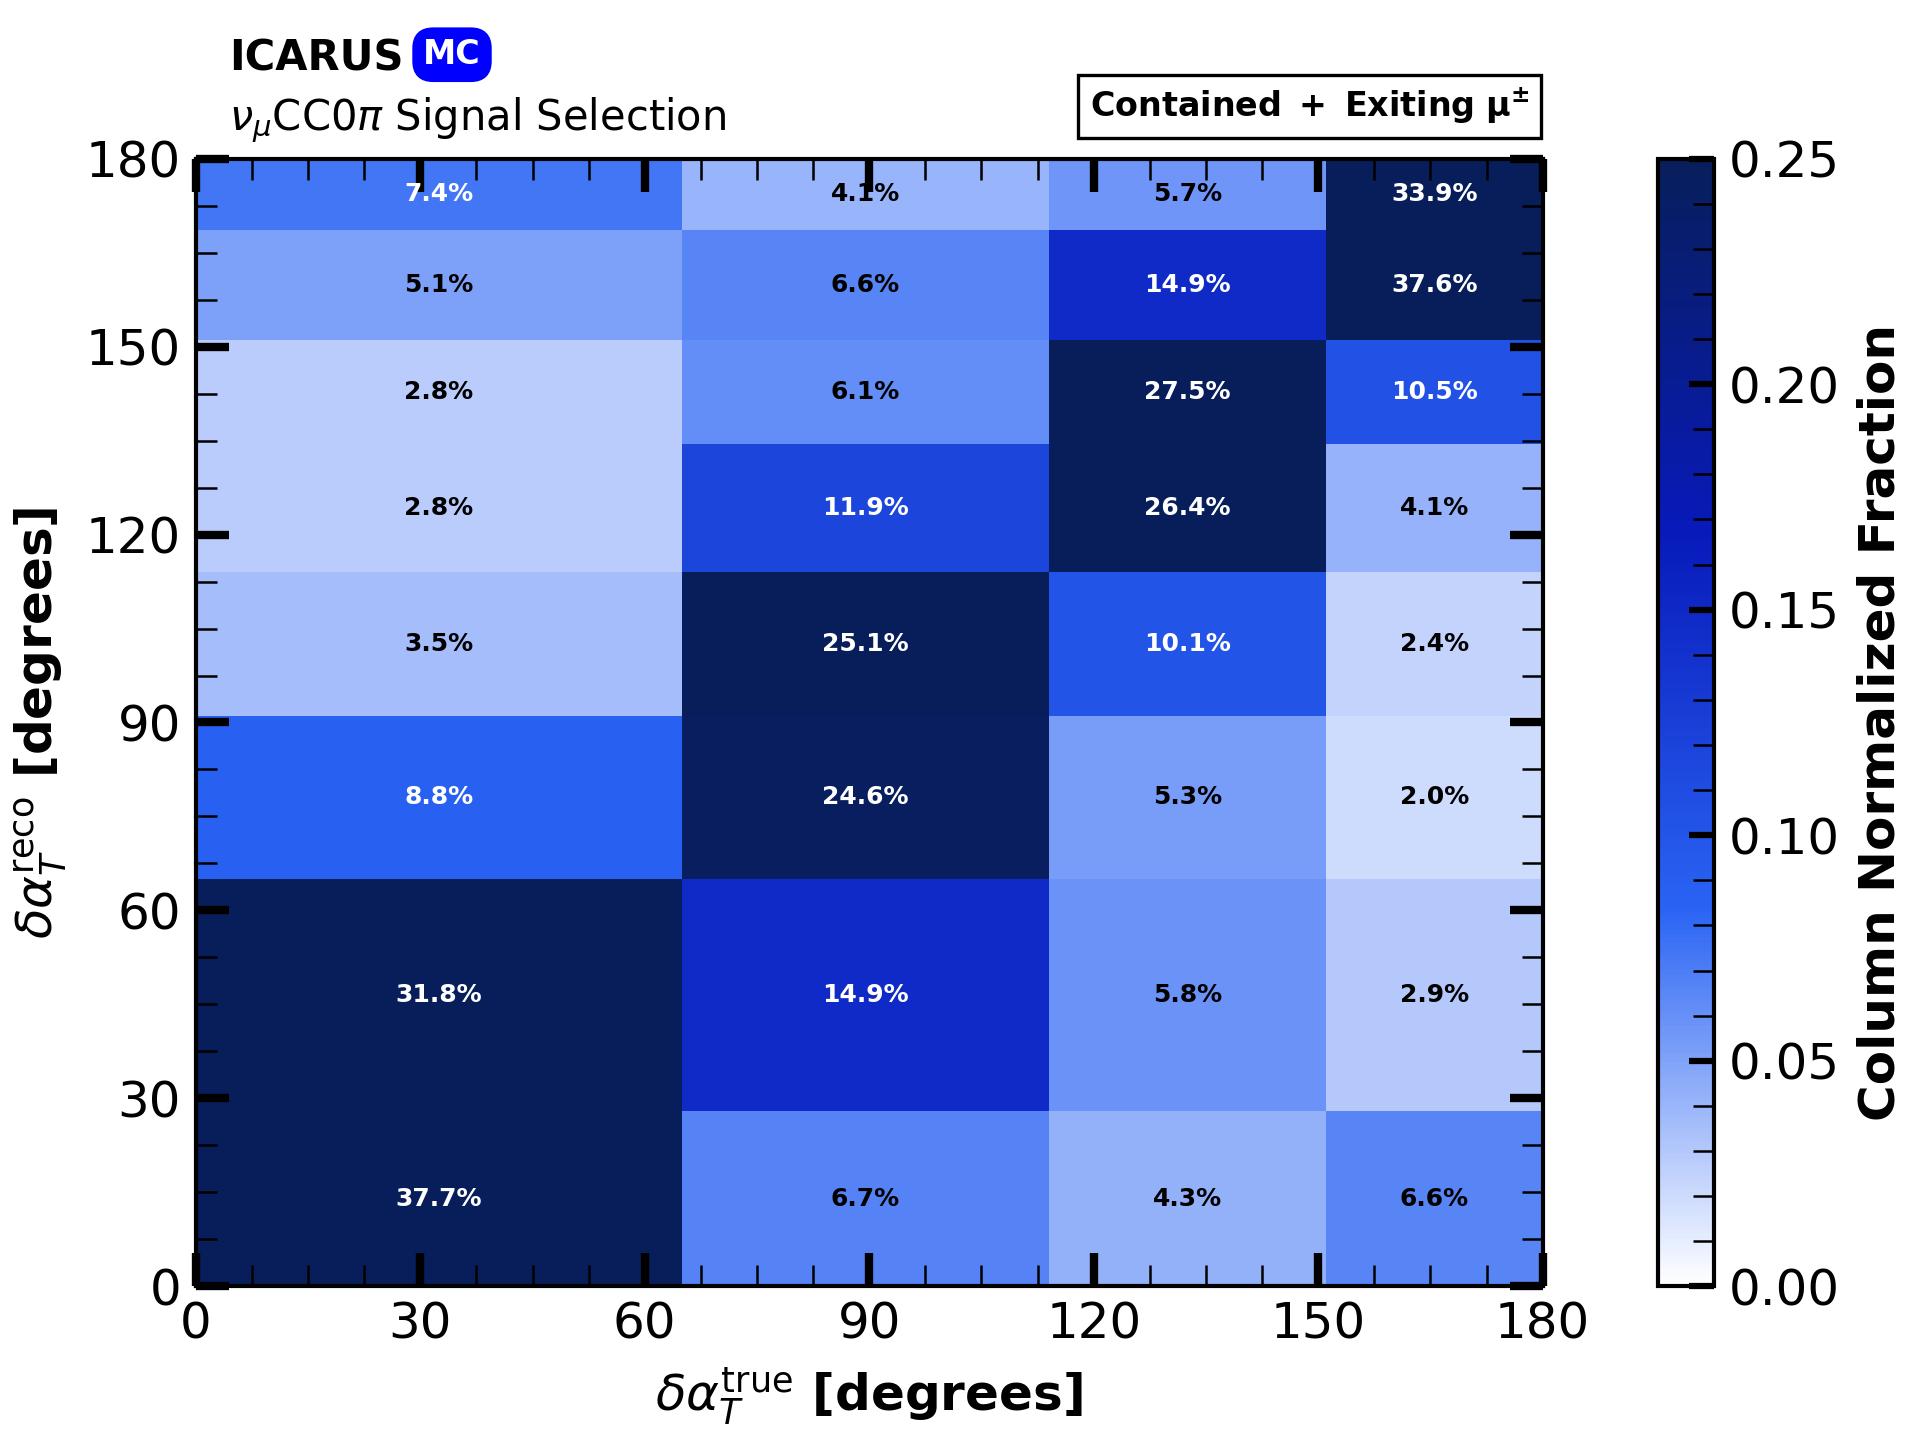 ICARUS MC
νμCC0π Signal Selection
Contained + Exiting μ±
180
150
120
90
60
30
0
δαT^reco [degrees]
7.4% 4.1% 5.7% 33.9%
5.1% 6.6% 14.9% 37.6%
2.8% 6.1% 27.5% 10.5%
2.8% 11.9% 26.4% 4.1%
3.5% 25.1% 10.1% 2.4%
8.8% 24.6% 5.3% 2.0%
31.8% 14.9% 5.8% 2.9%
37.7% 6.7% 4.3% 6.6%
0 30 60 90 120 150 180
δαT^true [degrees]
0.25
0.20
0.15
0.10
0.05
0.00
Column Normalized Fraction